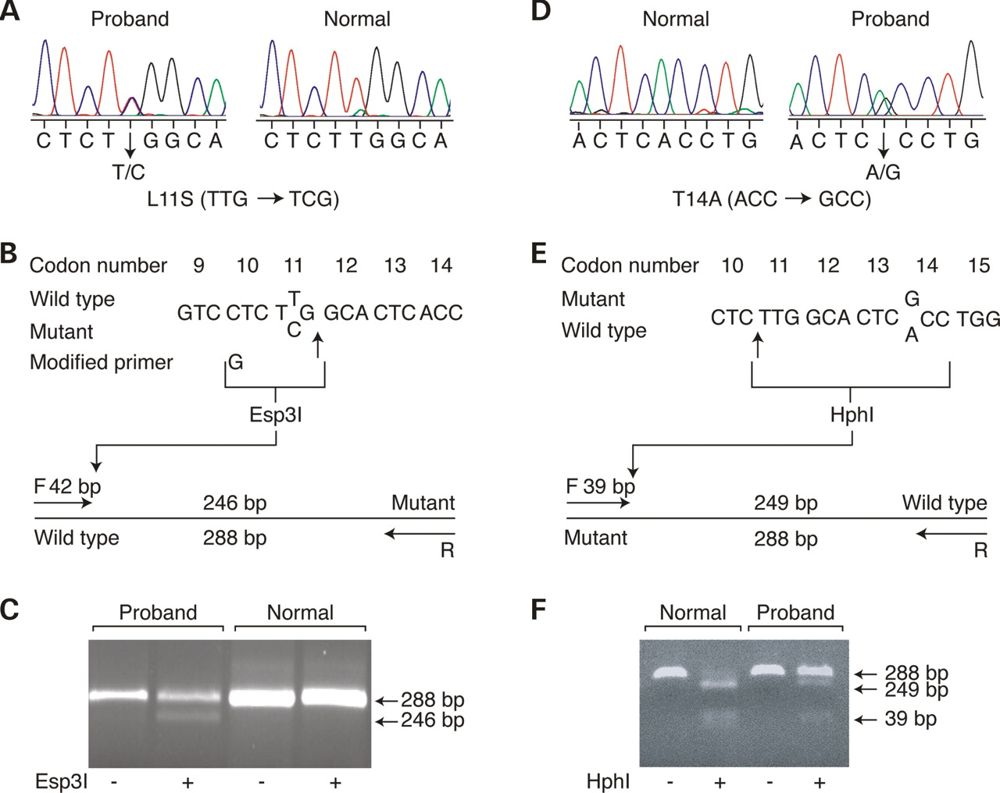 A
Proband Normal
C T C T G G C A C T C T T G G C A
T/C
L11S (TTG → TCG)
B
Codon number 9 10 11 12 13 14
Wild type T
GTC CTC T G GCA CTC ACC
Mutant C
Modified primer G
Esp3I
F 42 bp
246 bp Mutant
Wild type 288 bp
R
C
Proband Normal
288 bp
246 bp
Esp3I - + - +
D
Normal Proband
A C T C A C C T G A C T C C C T G
A/G
T14A (ACC → GCC)
E
Codon number 10 11 12 13 14 15
Mutant G
CTC TTG GCA CTC CC TGG
Wild type A
HphI
F 39 bp
249 bp Wild type
Mutant 288 bp
R
F
Normal Proband
288 bp
249 bp
39 bp
HphI - + - +